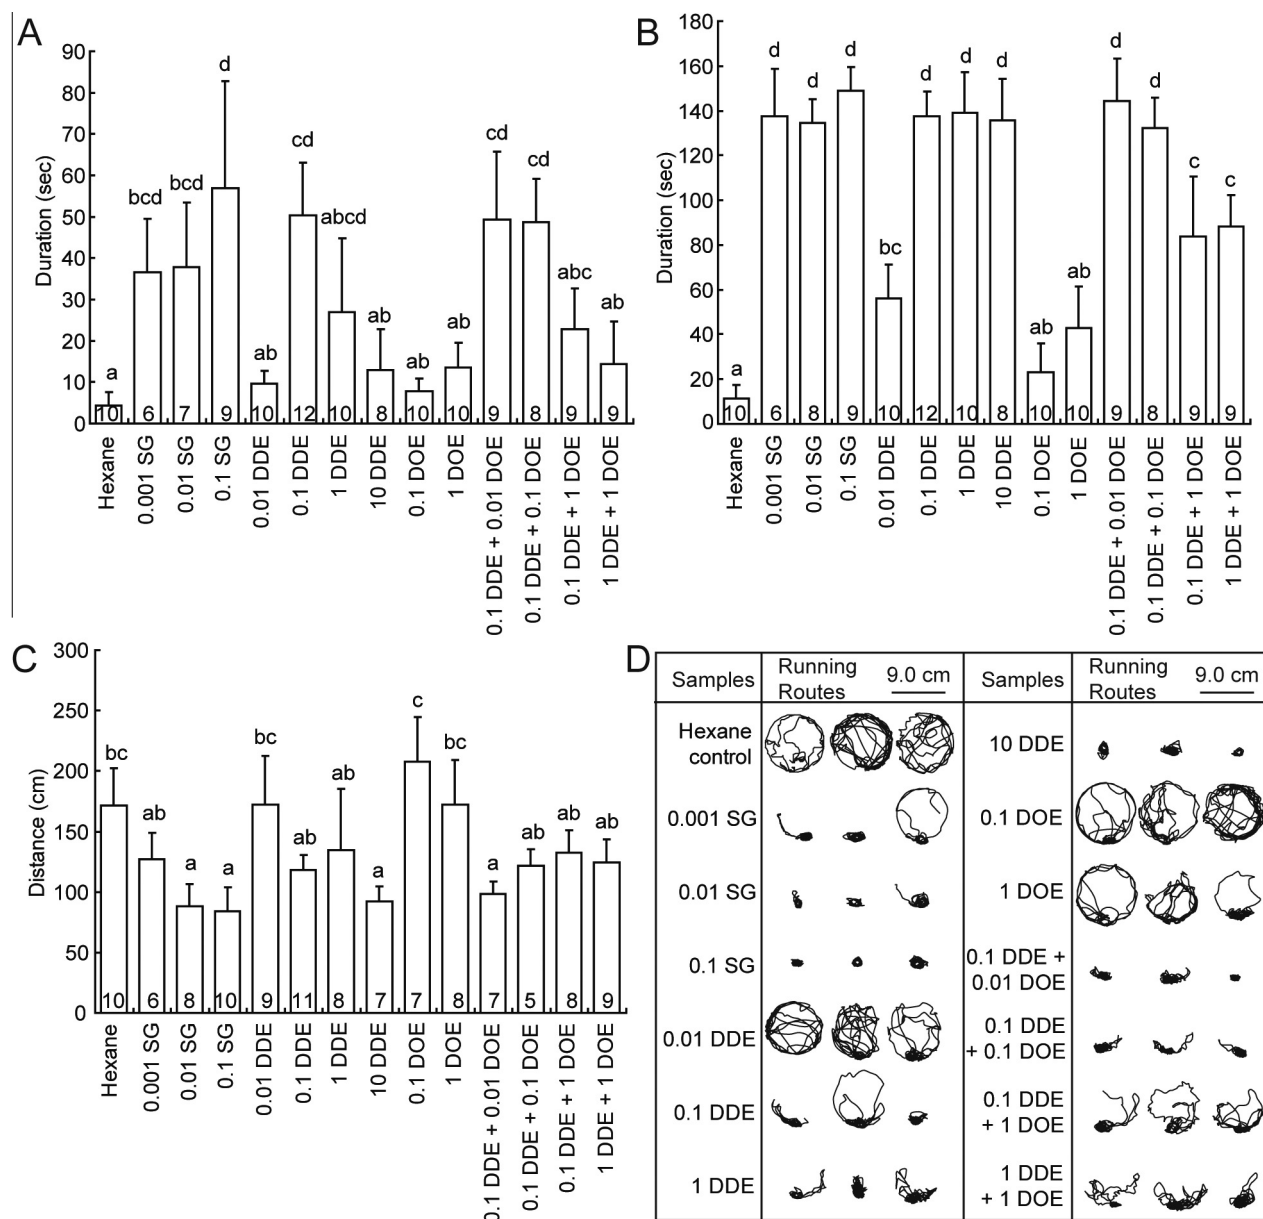 A
90
80
70
60
50
40
30
20
10
0
Duration (sec)
a
bcd
bcd
d
ab
cd
abcd
ab
ab
ab
cd
cd
abc
ab
10
6
7
9
10
12
10
8
10
10
9
8
9
9
Hexane
0.001 SG
0.01 SG
0.1 SG
0.01 DDE
0.1 DDE
1 DDE
10 DDE
0.1 DOE
1 DOE
0.1 DDE + 0.01 DOE
0.1 DDE + 0.1 DOE
0.1 DDE + 1 DOE
1 DDE + 1 DOE
B
180
160
140
120
100
80
60
40
20
0
Duration (sec)
a
d
d
d
bc
d
d
d
ab
ab
d
d
c
c
10
6
8
9
10
12
10
8
10
10
9
8
9
9
Hexane
0.001 SG
0.01 SG
0.1 SG
0.01 DDE
0.1 DDE
1 DDE
10 DDE
0.1 DOE
1 DOE
0.1 DDE + 0.01 DOE
0.1 DDE + 0.1 DOE
0.1 DDE + 1 DOE
1 DDE + 1 DOE
C
300
250
200
150
100
50
0
Distance (cm)
bc
ab
a
a
bc
ab
ab
a
c
bc
a
ab
ab
ab
10
6
8
10
9
11
8
7
7
8
7
5
8
9
Hexane
0.001 SG
0.01 SG
0.1 SG
0.01 DDE
0.1 DDE
1 DDE
10 DDE
0.1 DOE
1 DOE
0.1 DDE + 0.01 DOE
0.1 DDE + 0.1 DOE
0.1 DDE + 1 DOE
1 DDE + 1 DOE
D
Samples
Running
Routes
9.0 cm
Samples
Running
Routes
9.0 cm
Hexane
control
0.001 SG
0.01 SG
0.1 SG
0.01 DDE
0.1 DDE
1 DDE
10 DDE
0.1 DOE
1 DOE
0.1 DDE +
0.01 DOE
0.1 DDE
+ 0.1 DOE
0.1 DDE
+ 1 DOE
1 DDE
+ 1 DOE